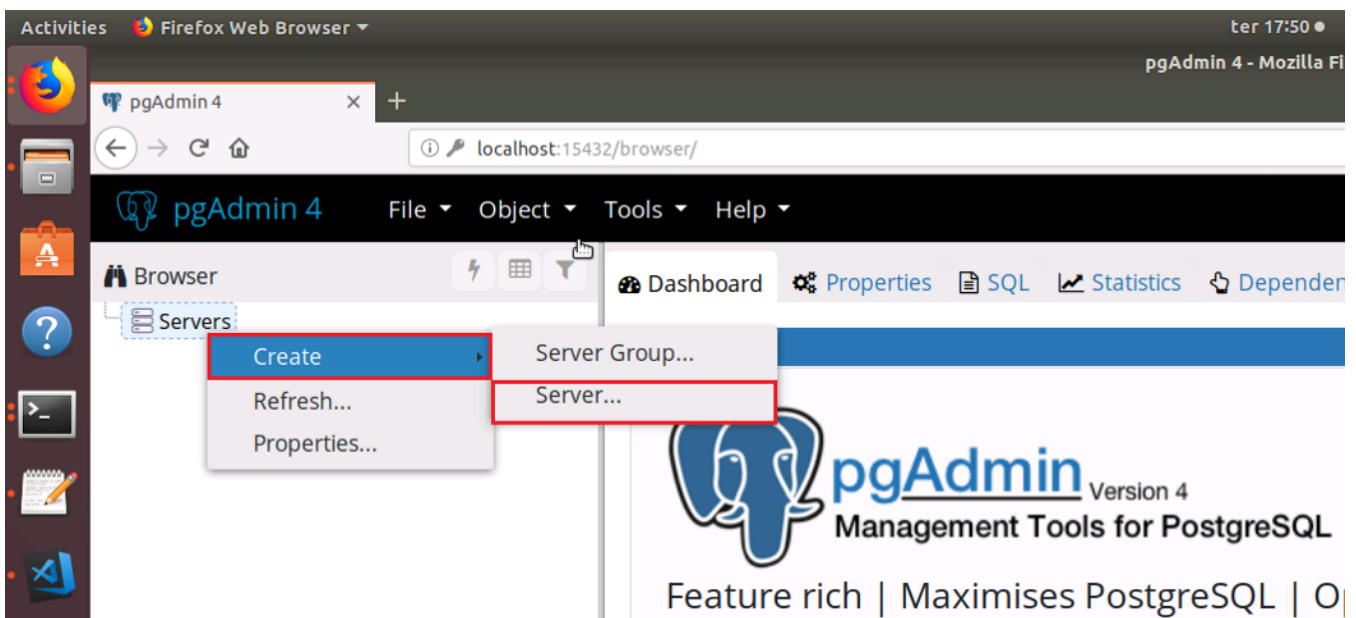 Activities Firefox Web Browser ter 17:50
pgAdmin 4 - Mozilla Fi
pgAdmin 4
localhost:15432/browser/
pgAdmin 4 File Object Tools Help
Browser
Dashboard Properties SQL Statistics Dependen
Servers
Create
Refresh...
Properties...
Server Group...
Server...
pgAdmin Version 4
Management Tools for PostgreSQL
Feature rich | Maximises PostgreSQL | Op